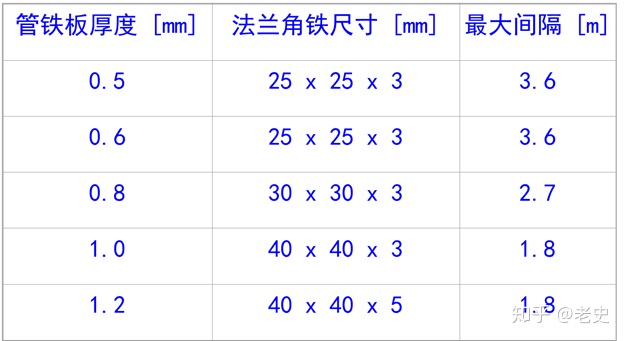 管铁板厚度 [mm] 法兰角铁尺寸 [mm] 最大间隔 [m]
0.5 25 x 25 x 3 3.6
0.6 25 x 25 x 3 3.6
0.8 30 x 30 x 3 2.7
1.0 40 x 40 x 3 1.8
1.2 40 x 40 x 5 1.8
知乎 @老史